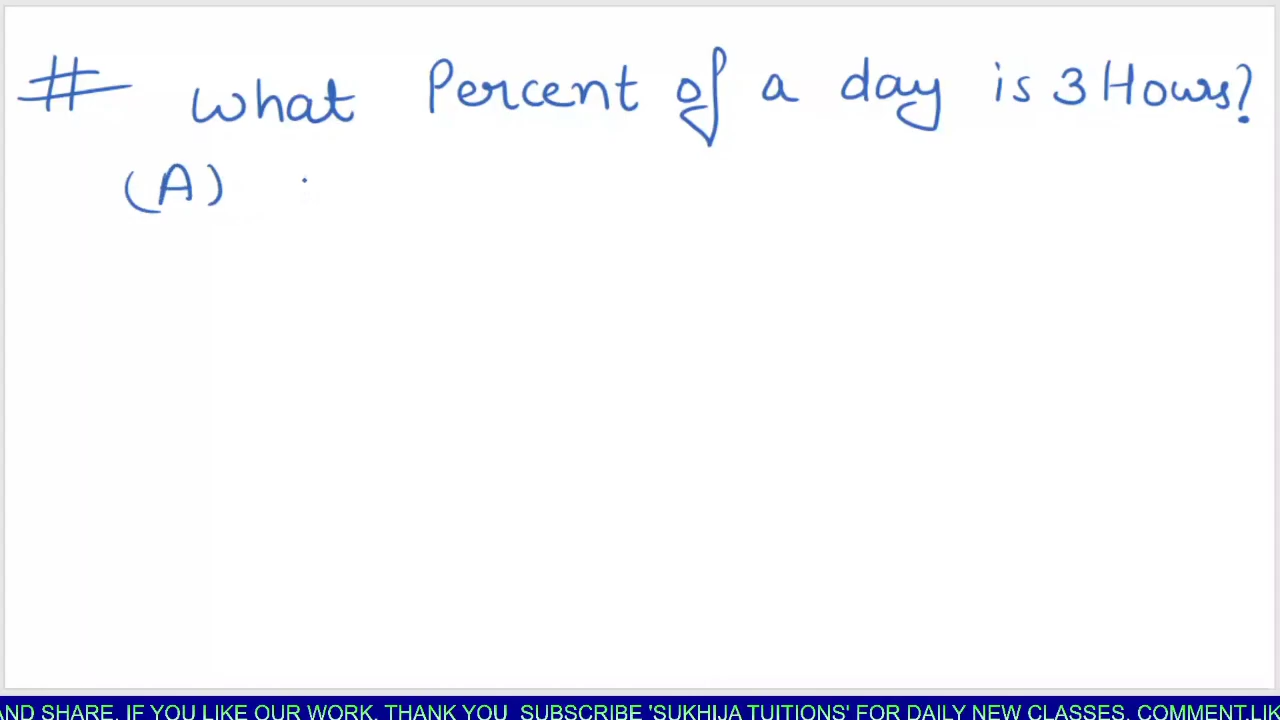 # What Percent of a day is 3 Hours?
(A)
AND SHARE. IF YOU LIKE OUR WORK. THANK YOU SUBSCRIBE 'SUKHIJA TUITIONS' FOR DAILY NEW CLASSES. COMMENT.LIK